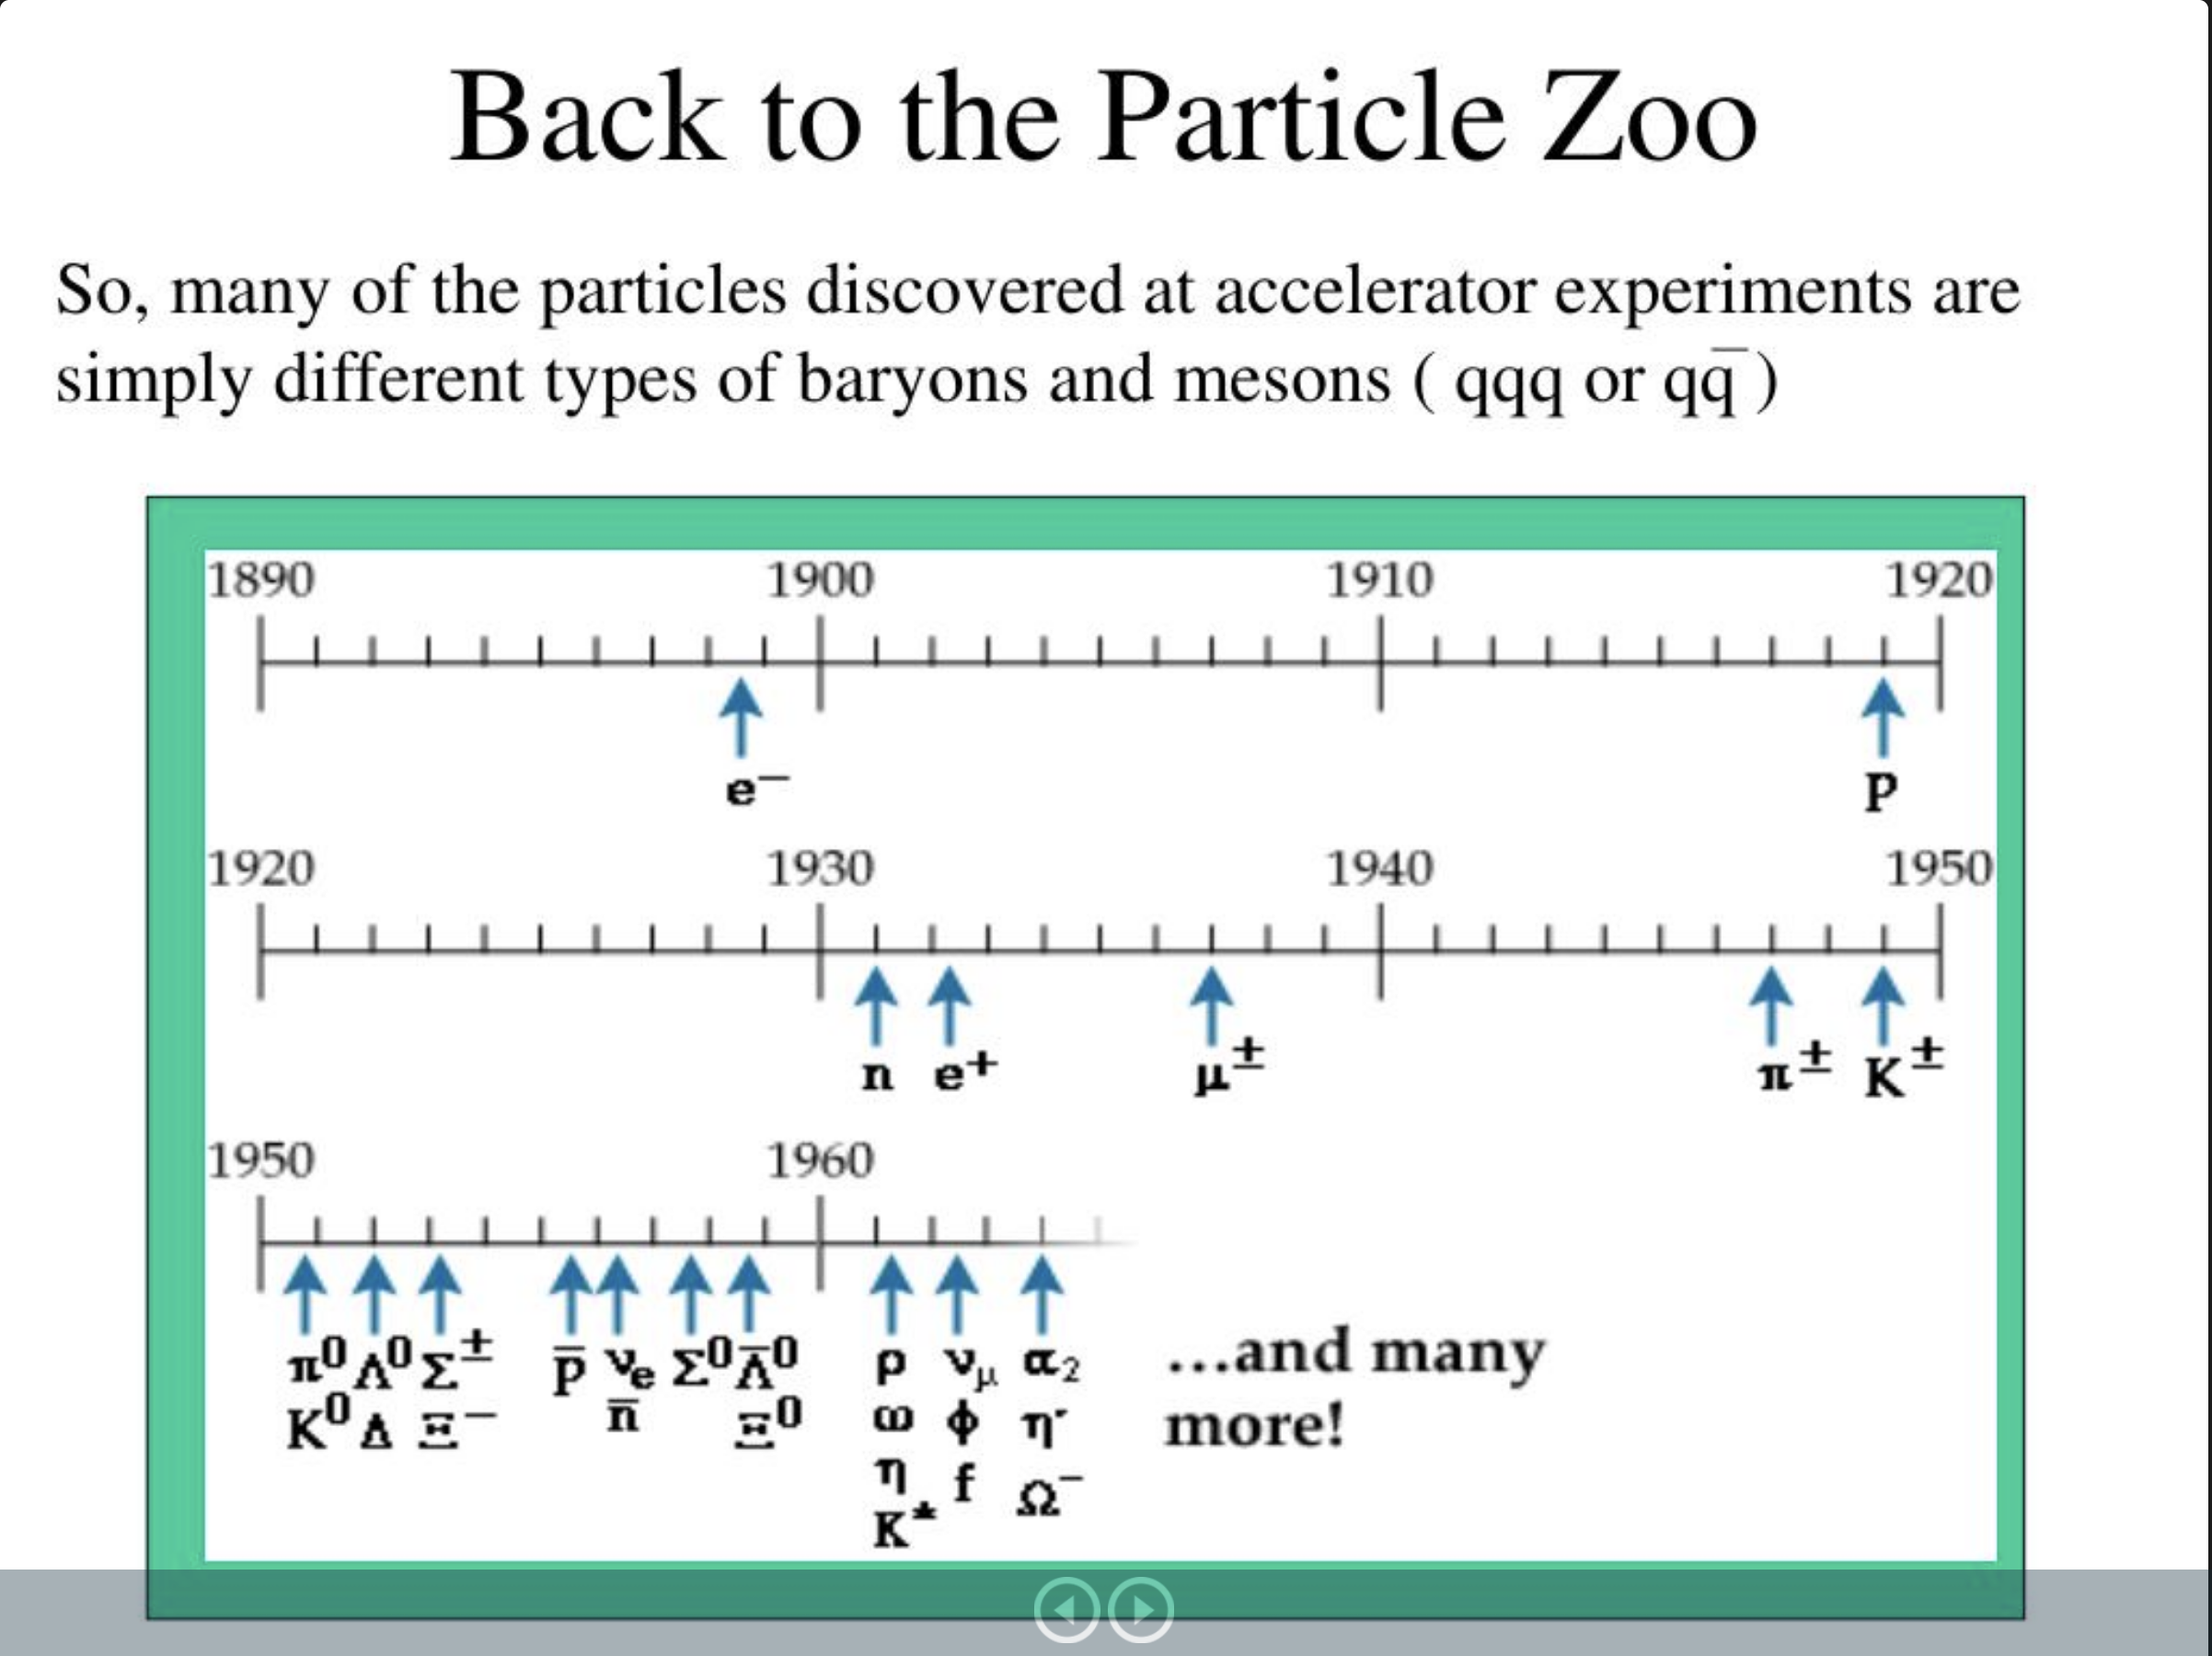 Back to the Particle Zoo
So, many of the particles discovered at accelerator experiments are
simply different types of baryons and mesons ( qqq or qq̅ )
1890 1900 1910 1920
e⁻ p
1920 1930 1940 1950
n e⁺ μ± π± K±
1950 1960
π⁰ Λ⁰ Σ± p̅ νe Σ⁰ Λ̅⁰ ρ νμ α₂ ...and many
K⁰ Δ Ξ⁻ n̅ Ξ⁰ ω ϕ η′ more!
η f Ω⁻
K*